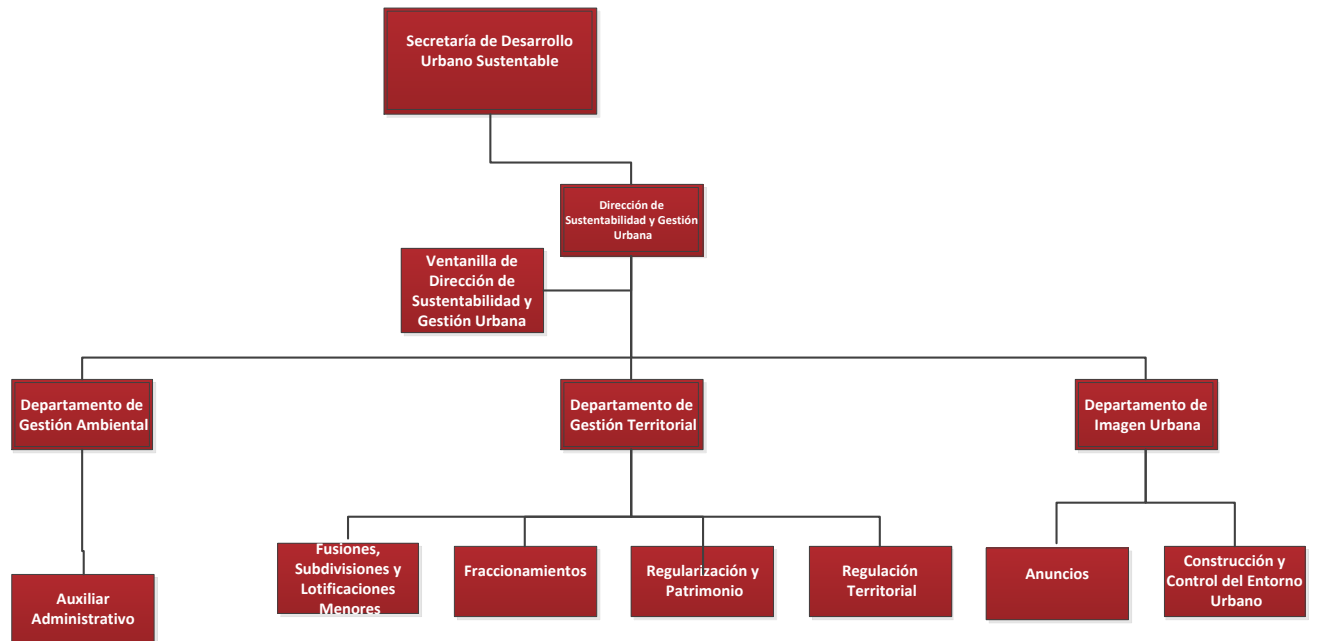 Secretaría de Desarrollo
Urbano Sustentable
Dirección de
Sustentabilidad y Gestión
Urbana
Ventanilla de
Dirección de
Sustentabilidad y
Gestión Urbana
Departamento de
Gestión Ambiental
Departamento de
Gestión Territorial
Departamento de
Imagen Urbana
Auxiliar
Administrativo
Fusiones,
Subdivisiones y
Lotificaciones
Menores
Fraccionamientos
Regularización y
Patrimonio
Regulación
Territorial
Anuncios
Construcción y
Control del Entorno
Urbano